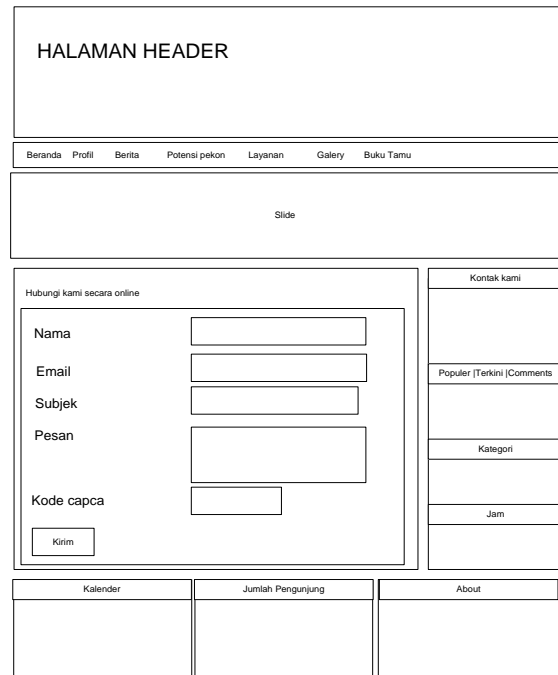 HALAMAN HEADER
Beranda Profil Berita Potensi pekon Layanan Galery Buku Tamu
Slide
Hubungi kami secara online
Nama
Email
Subjek
Pesan
Kode capca
Kirim
Kontak kami
Populer |Terkini |Comments
Kategori
Jam
Kalender
Jumlah Pengunjung
About